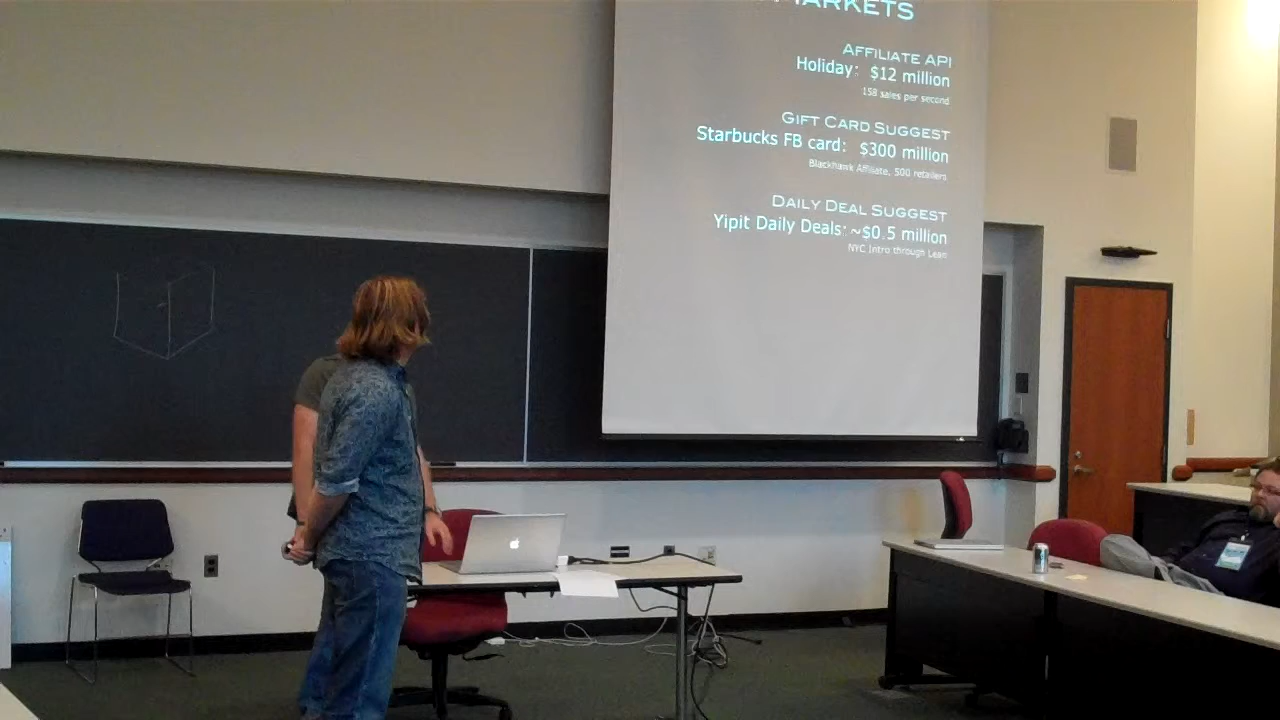 MARKETS
AFFILIATE API
Holiday: $12 million
158 sales per second
GIFT CARD SUGGEST
Starbucks FB card: $300 million
Blackhawk Affiliate, 500 retailers
DAILY DEAL SUGGEST
Yipit Daily Deals: ~$0.5 million
NYC Intro through Lean